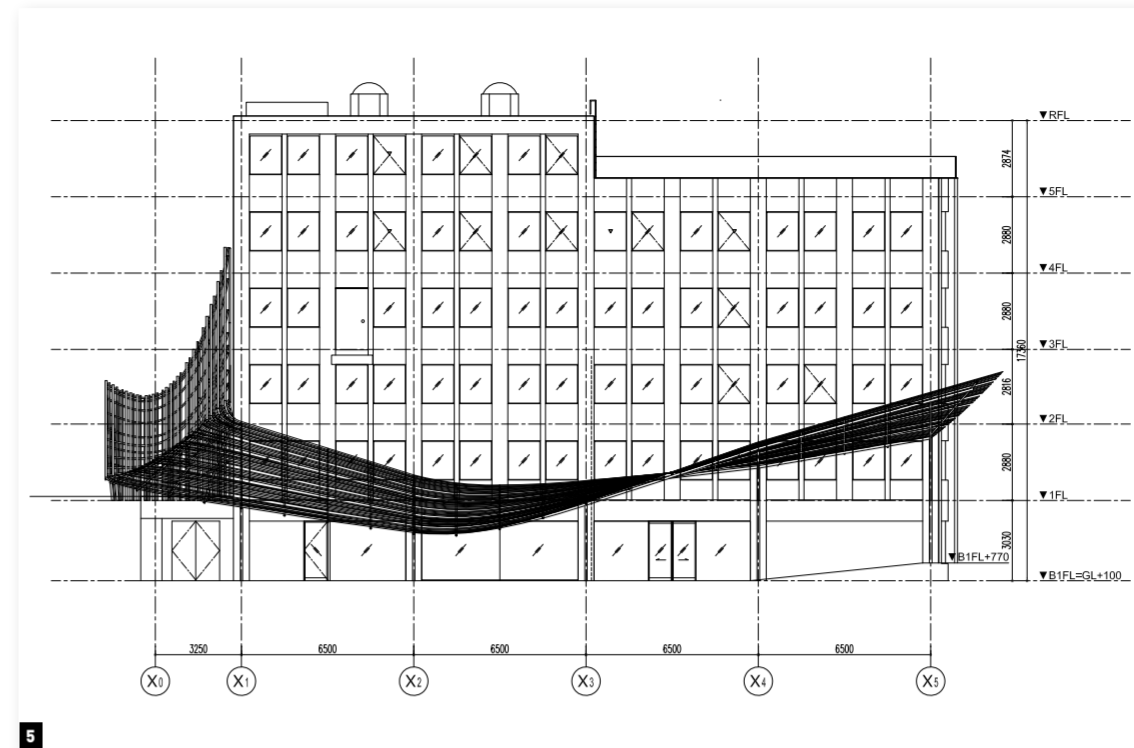 ▼RFL
2874
▼5FL
2880
▼4FL
2880
▼3FL
17360
2816
▼2FL
2880
▼1FL
3030
▼B1FL+770
▼B1FL=GL+100
3250 6500 6500 6500 6500
X0 X1 X2 X3 X4 X5
5